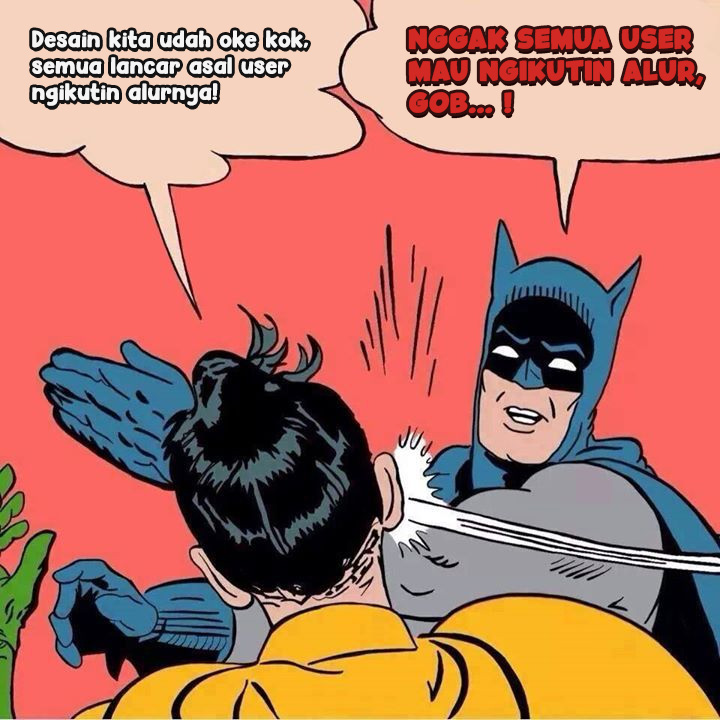 Desain kita udah oke kok,
semua lancar asal user
ngikutin alurnya!
NGGAK SEMUA USER
MAU NGIKUTIN ALUR,
GOB... !